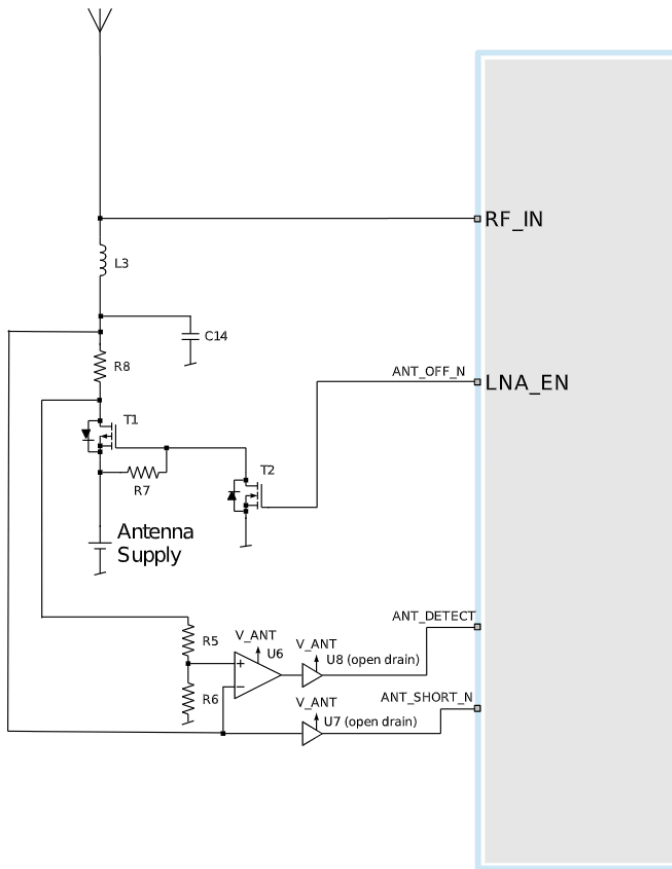 RF_IN
L3
C14
R8
ANT_OFF_N
LNA_EN
T1
T2
R7
Antenna
Supply
ANT_DETECT
R5
V_ANT
U6
V_ANT
U8 (open drain)
+
−
ANT_SHORT_N
R6
V_ANT
U7 (open drain)